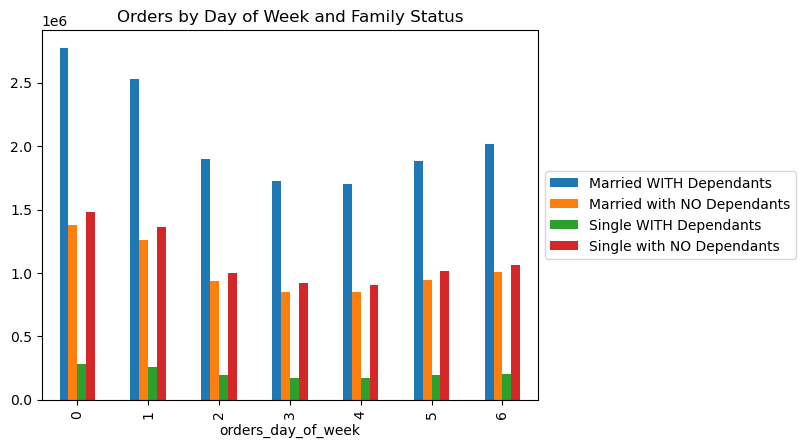 Orders by Day of Week and Family Status
1e6
2.5
2.0
1.5
1.0
0.5
0.0
0 1 2 3 4 5 6
orders_day_of_week
Married WITH Dependants
Married with NO Dependants
Single WITH Dependants
Single with NO Dependants